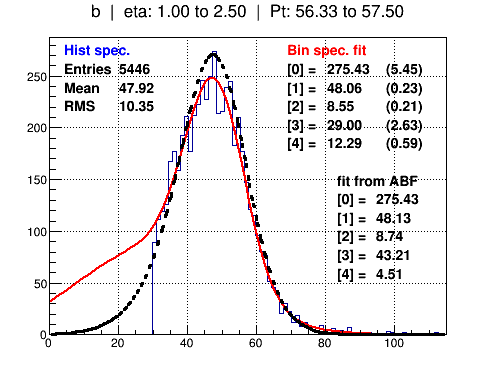 b | eta: 1.00 to 2.50 | Pt: 56.33 to 57.50
Hist spec.
Entries 5446
Mean 47.92
RMS 10.35
Bin spec. fit
[0] = 275.43 (5.45)
[1] = 48.06 (0.23)
[2] = 8.55 (0.21)
[3] = 29.00 (2.63)
[4] = 12.29 (0.59)
fit from ABF
[0] = 275.43
[1] = 48.13
[2] = 8.74
[3] = 43.21
[4] = 4.51
250
200
150
100
50
0
0 20 40 60 80 100